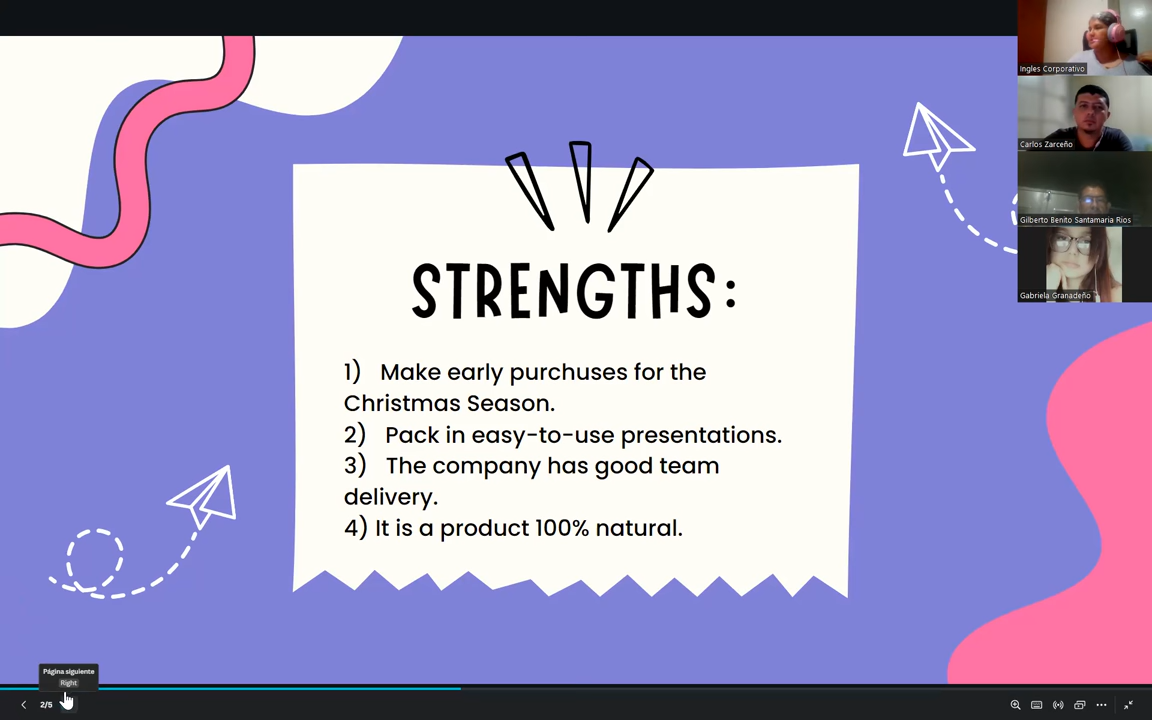 Ingles Corporativo
Carlos Zarceño
Gilberto Benito Santamaria Rios
Gabriela Granadeño
STRENGTHS:
1) Make early purchuses for the
Christmas Season.
2) Pack in easy-to-use presentations.
3) The company has good team
delivery.
4) It is a product 100% natural.
Página siguiente
Right
2/5